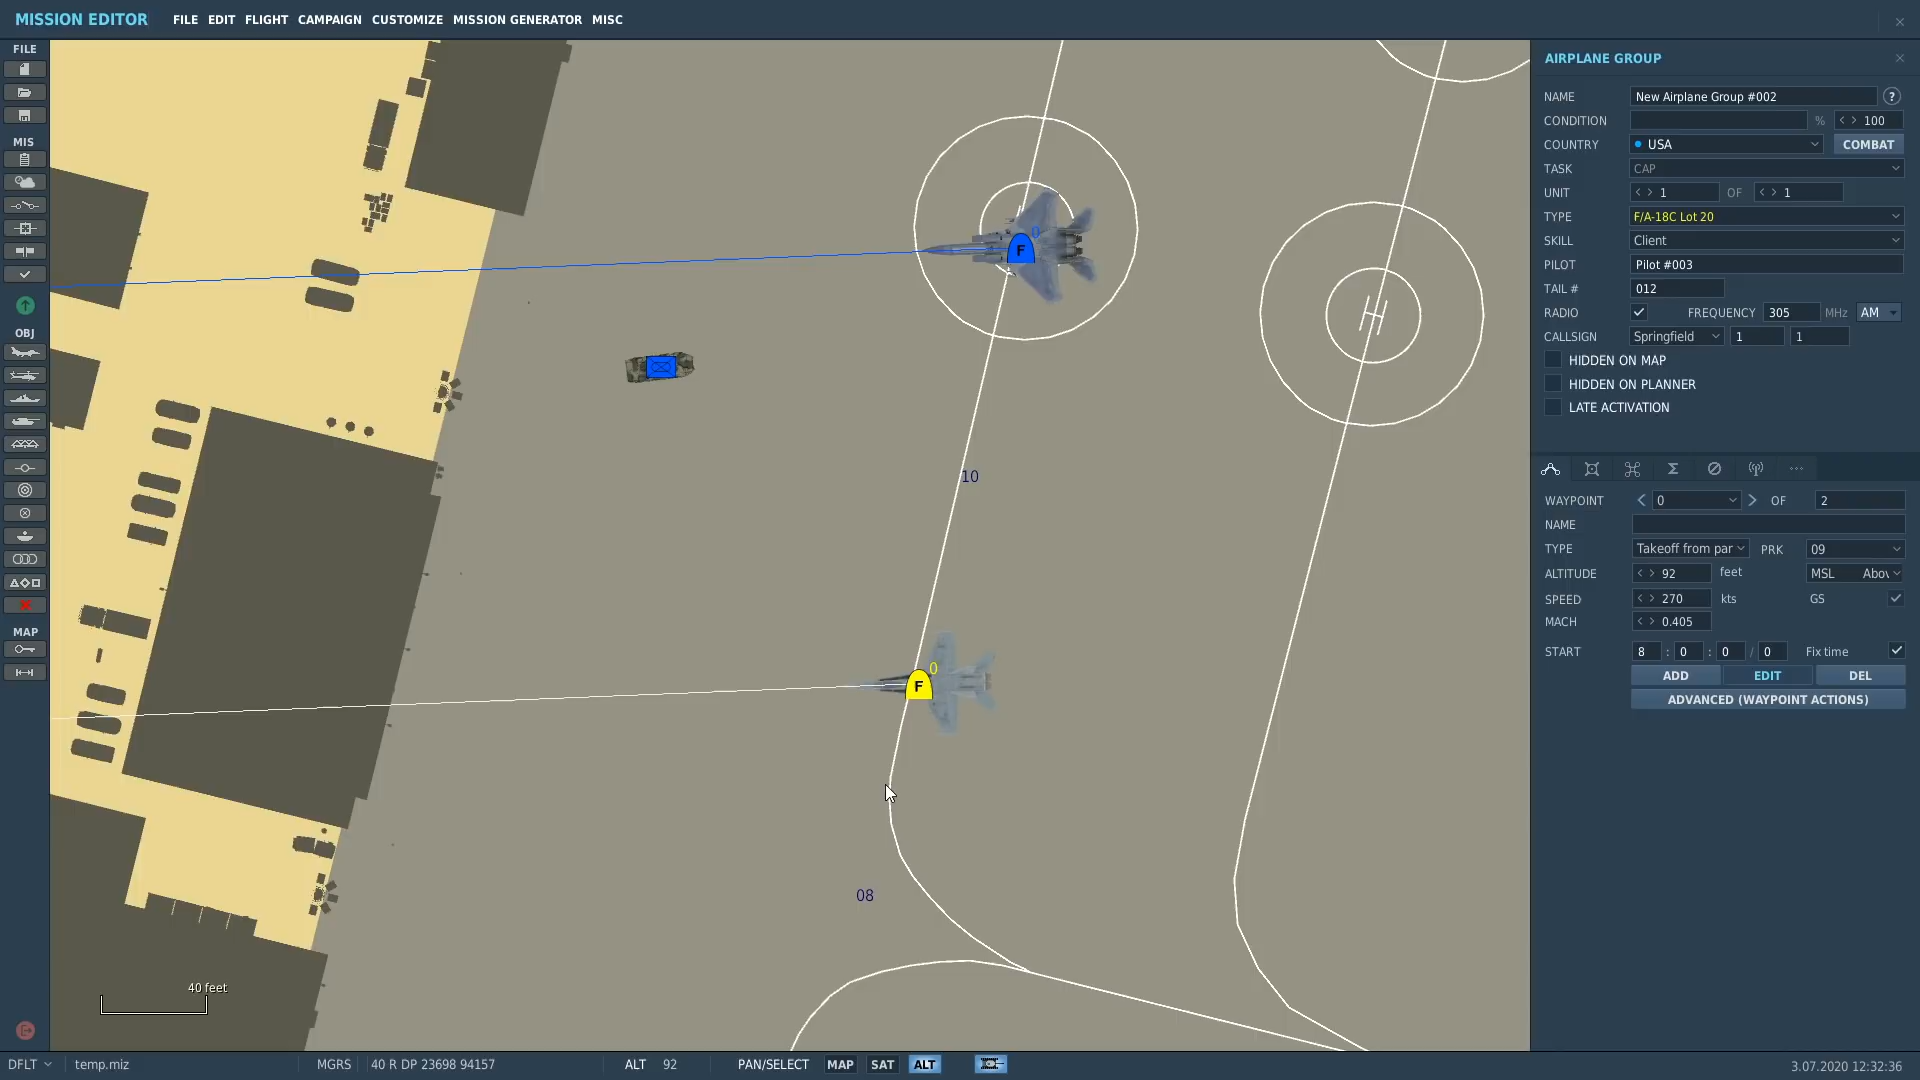 MISSION EDITOR FILE EDIT FLIGHT CAMPAIGN CUSTOMIZE MISSION GENERATOR MISC
FILE
MIS
OBJ
MAP
0
F
10
0
F
08
40 feet
AIRPLANE GROUP
NAME New Airplane Group #002 ?
CONDITION % < > 100
COUNTRY USA COMBAT
TASK CAP
UNIT < > 1 OF < > 1
TYPE F/A-18C Lot 20
SKILL Client
PILOT Pilot #003
TAIL # 012
RADIO FREQUENCY 305 MHz AM
CALLSIGN Springfield 1 1
HIDDEN ON MAP
HIDDEN ON PLANNER
LATE ACTIVATION
WAYPOINT < 0 > OF 2
NAME
TYPE Takeoff from par PRK 09
ALTITUDE < > 92 feet MSL Abov
SPEED < > 270 kts GS
MACH < > 0.405
START 8 : 0 : 0 / 0 Fix time
ADD EDIT DEL
ADVANCED (WAYPOINT ACTIONS)
DFLT temp.miz MGRS 40 R DP 23698 94157 ALT 92 PAN/SELECT MAP SAT ALT 3.07.2020 12:32:36